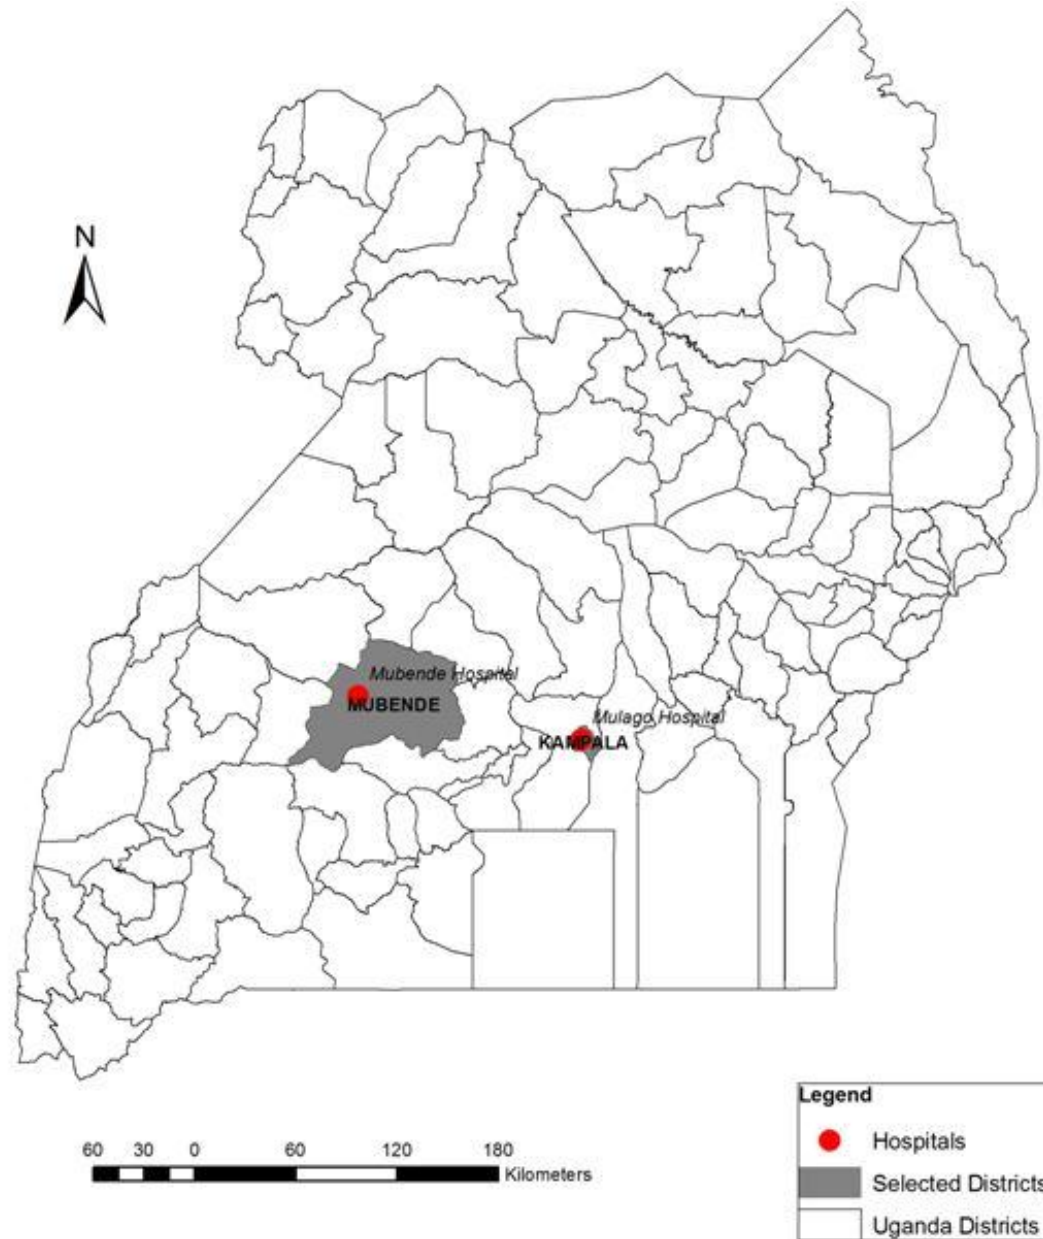 N
Mubende Hospital
MUBENDE
Mulago Hospital
KAMPALA
60 30 0 60 120 180
Kilometers
Legend
Hospitals
Selected Districts
Uganda Districts